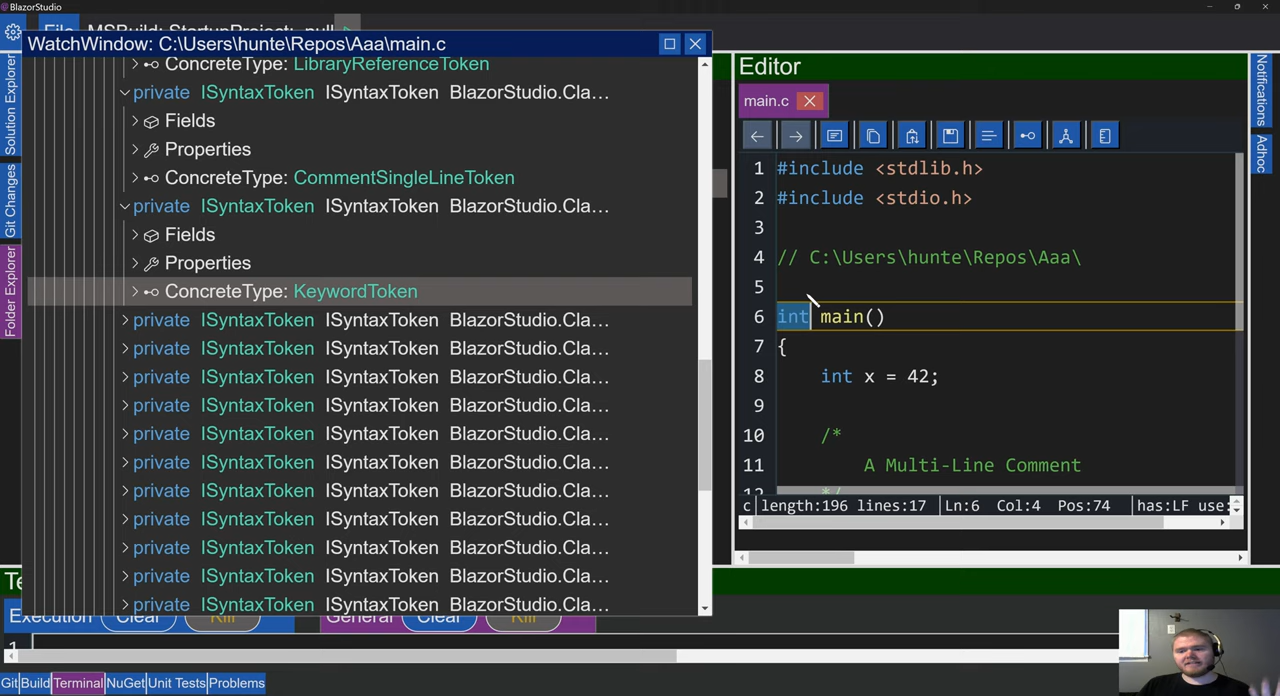 BlazorStudio
File MSBuild: StartupProject: null
WatchWindow: C:\Users\hunte\Repos\Aaa\main.c
Solution Explorer
Git Changes
Folder Explorer
ConcreteType: LibraryReferenceToken
private ISyntaxToken ISyntaxToken BlazorStudio.Cla…
Fields
Properties
ConcreteType: CommentSingleLineToken
private ISyntaxToken ISyntaxToken BlazorStudio.Cla…
Fields
Properties
ConcreteType: KeywordToken
private ISyntaxToken ISyntaxToken BlazorStudio.Cla…
private ISyntaxToken ISyntaxToken BlazorStudio.Cla…
private ISyntaxToken ISyntaxToken BlazorStudio.Cla…
private ISyntaxToken ISyntaxToken BlazorStudio.Cla…
private ISyntaxToken ISyntaxToken BlazorStudio.Cla…
private ISyntaxToken ISyntaxToken BlazorStudio.Cla…
private ISyntaxToken ISyntaxToken BlazorStudio.Cla…
private ISyntaxToken ISyntaxToken BlazorStudio.Cla…
private ISyntaxToken ISyntaxToken BlazorStudio.Cla…
private ISyntaxToken ISyntaxToken BlazorStudio.Cla…
private ISyntaxToken ISyntaxToken BlazorStudio.Cla…
Editor
main.c
1 #include <stdlib.h>
2 #include <stdio.h>
3
4 // C:\Users\hunte\Repos\Aaa\
5
6 int main()
7 {
8 int x = 42;
9
10 /*
11 A Multi-Line Comment
12 */
c length:196 lines:17 Ln:6 Col:4 Pos:74 has:LF use:
Notifications
Adhoc
Te
Execution Clear Kill General Clear Kill
1
Git Build Terminal NuGet Unit Tests Problems